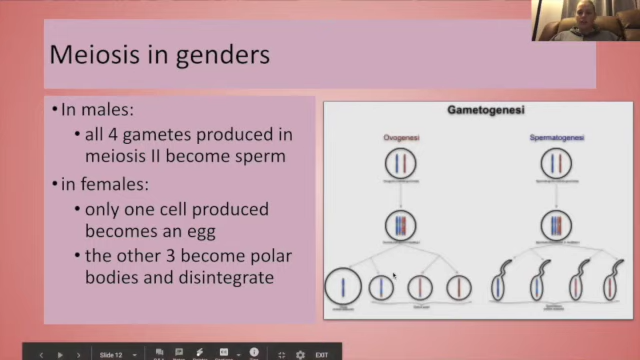 Meiosis in genders
• In males:
• all 4 gametes produced in
meiosis II become sperm
• in females:
• only one cell produced
becomes an egg
• the other 3 become polar
bodies and disintegrate
Gametogenesi
Ovogenesi
Spermatogenesi
Slide 12
EXIT